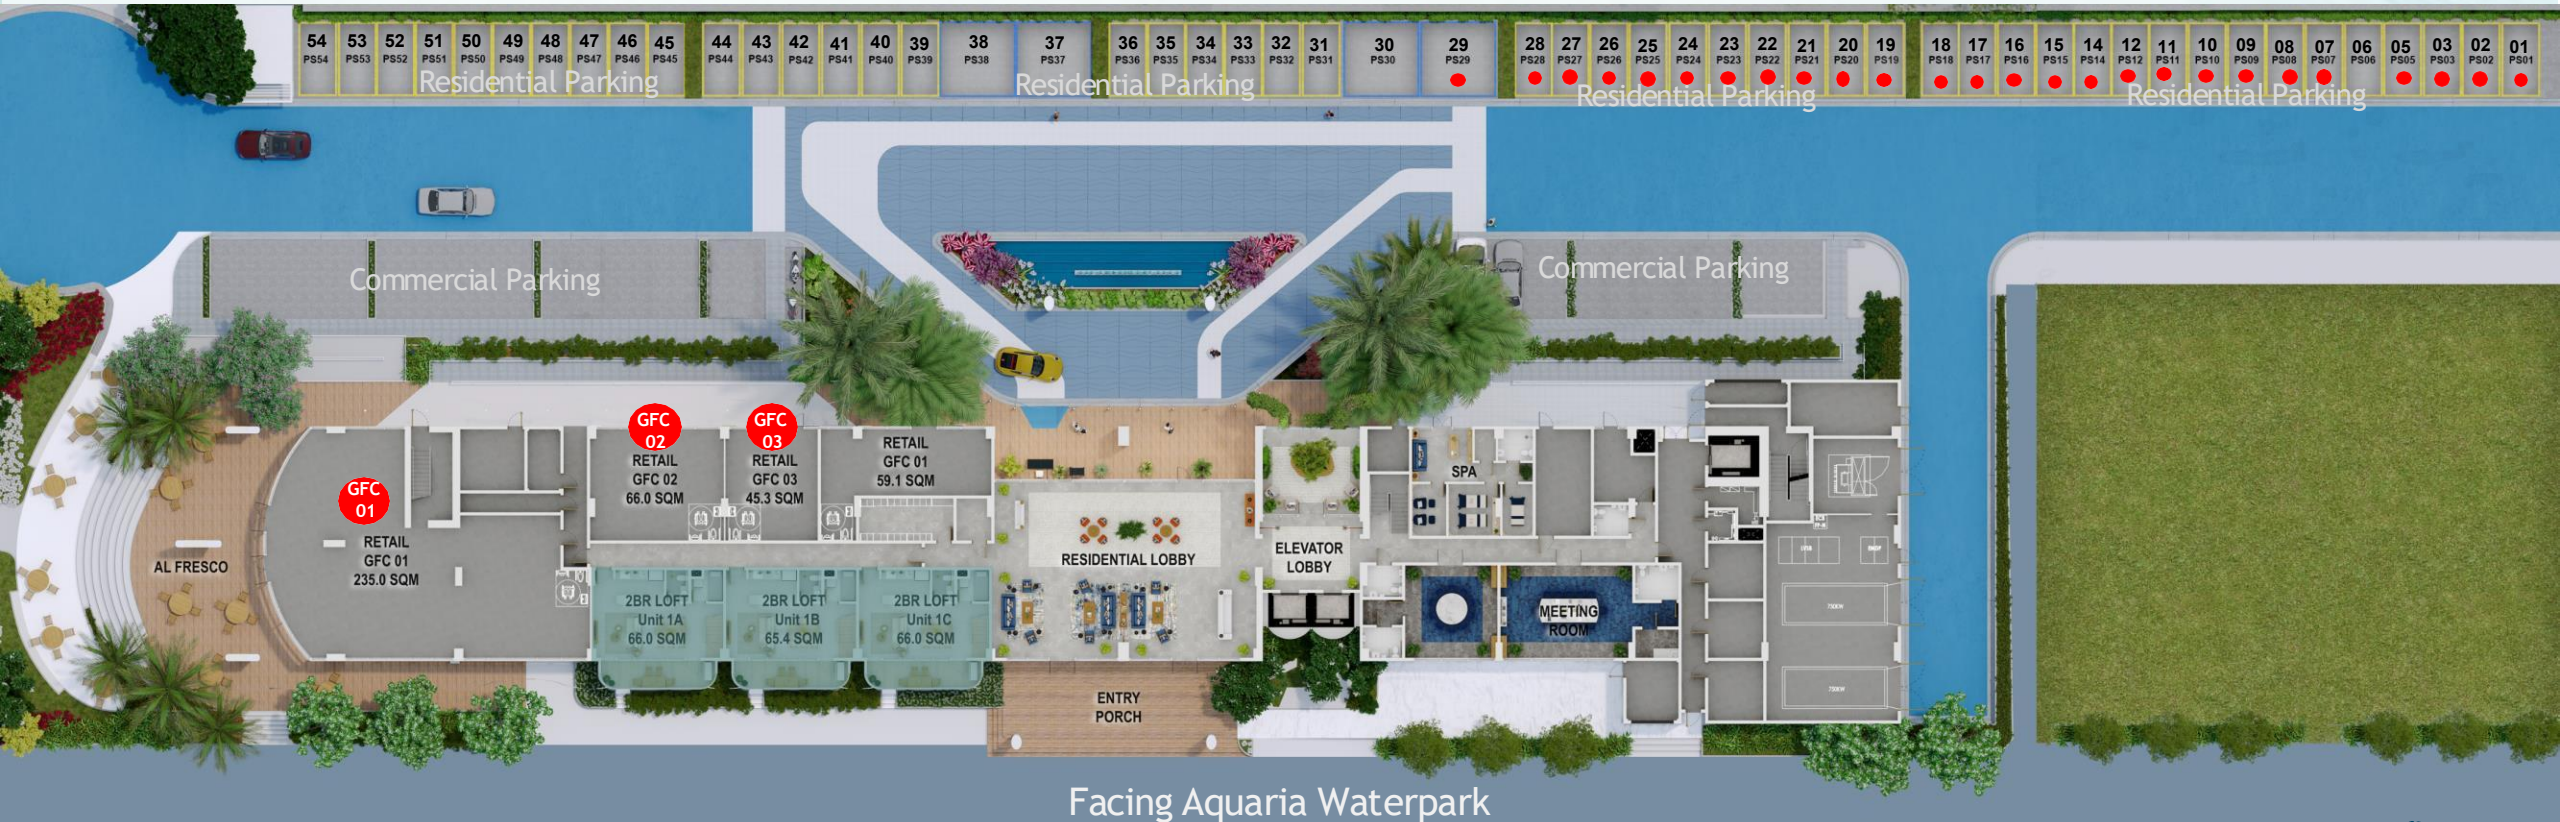 54 53 52 51 50 49 48 47 46 45 44 43 42 41 40 39 38 37 36 35 34 33 32 31 30 29 28 27 26 25 24 23 22 21 20 19 18 17 16 15 14 12 11 10 09 08 07 06 05 03 02 01
PS54 PS53 PS52 PS51 PS50 PS49 PS48 PS47 PS46 PS45 PS44 PS43 PS42 PS41 PS40 PS39 PS38 PS37 PS36 PS35 PS34 PS33 PS32 PS31 PS30 PS29 PS28 PS27 PS26 PS25 PS24 PS23 PS22 PS21 PS20 PS19 PS18 PS17 PS16 PS15 PS14 PS12 PS11 PS10 PS09 PS08 PS07 PS06 PS05 PS03 PS02 PS01
Residential Parking
Residential Parking
Residential Parking
Residential Parking
Commercial Parking
Commercial Parking
GFC
01
RETAIL
GFC 01
235.0 SQM
AL FRESCO
GFC
02
RETAIL
GFC 02
66.0 SQM
GFC
03
RETAIL
GFC 03
45.3 SQM
RETAIL
GFC 01
59.1 SQM
2BR LOFT
Unit 1A
66.0 SQM
2BR LOFT
Unit 1B
65.4 SQM
2BR LOFT
Unit 1C
66.0 SQM
RESIDENTIAL LOBBY
ELEVATOR
LOBBY
SPA
MEETING
ROOM
750KW
750KW
ENTRY
PORCH
Facing Aquaria Waterpark